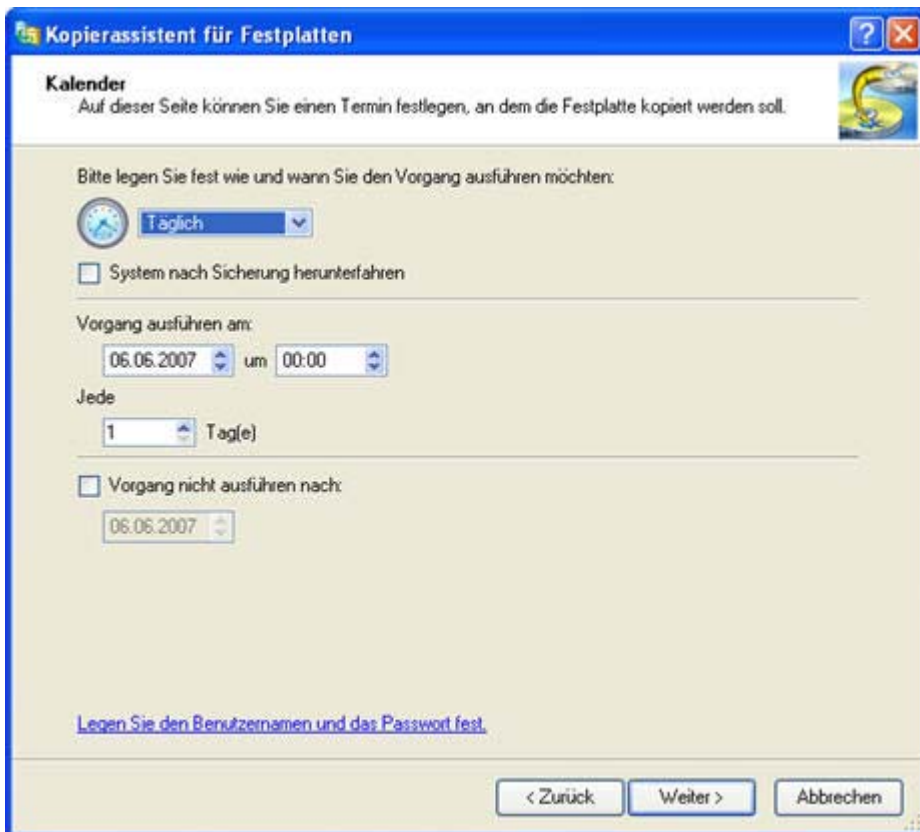 Kopierassistent für Festplatten
Kalender
Auf dieser Seite können Sie einen Termin festlegen, an dem die Festplatte kopiert werden soll.
Bitte legen Sie fest wie und wann Sie den Vorgang ausführen möchten:
Täglich
System nach Sicherung herunterfahren
Vorgang ausführen am:
06.06.2007 um 00:00
Jede
1 Tag(e)
Vorgang nicht ausführen nach:
06.06.2007
Legen Sie den Benutzernamen und das Passwort fest.
< Zurück Weiter > Abbrechen